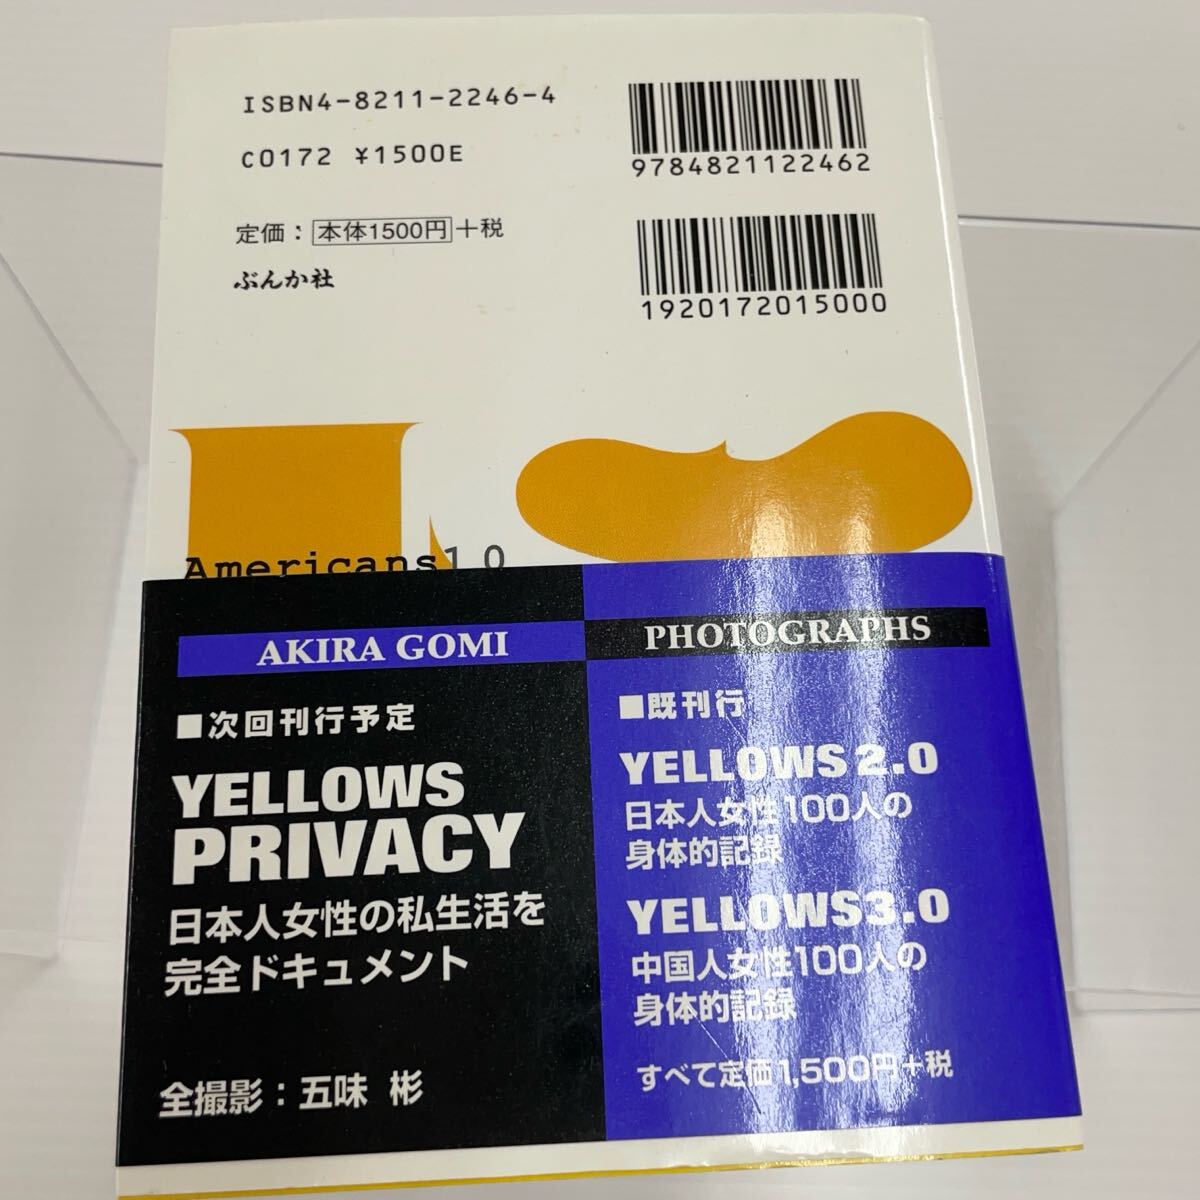 ISBN4-8211-2246-4
C0172 ¥1500E
定価：本体1500円+税
ぶんか社
9784821122462
1920172015000
Americans1.0
AKIRA GOMI
■次回刊行予定
YELLOWS
PRIVACY
日本人女性の私生活を
完全ドキュメント
全撮影：五味 彬
PHOTOGRAPHS
■既刊行
YELLOWS2.0
日本人女性100人の
身体的記録
YELLOWS3.0
中国人女性100人の
身体的記録
すべて定価1,500円+税